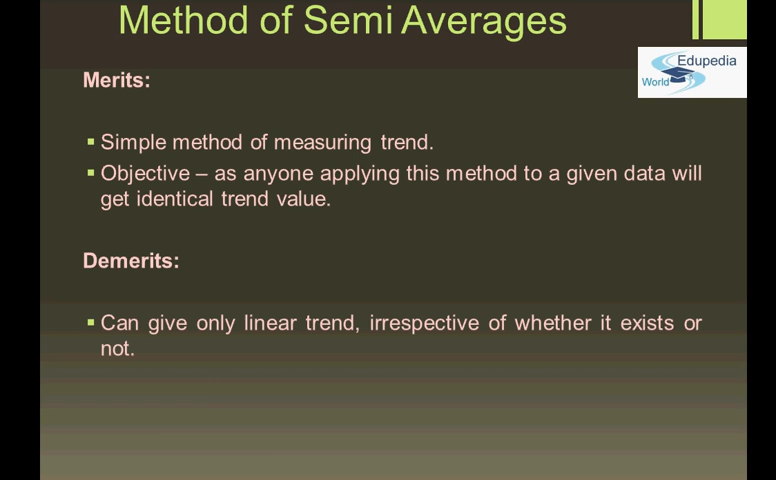 Method of Semi Averages
Edupedia
World
Merits:
▪ Simple method of measuring trend.
▪ Objective – as anyone applying this method to a given data will
get identical trend value.
Demerits:
▪ Can give only linear trend, irrespective of whether it exists or
not.